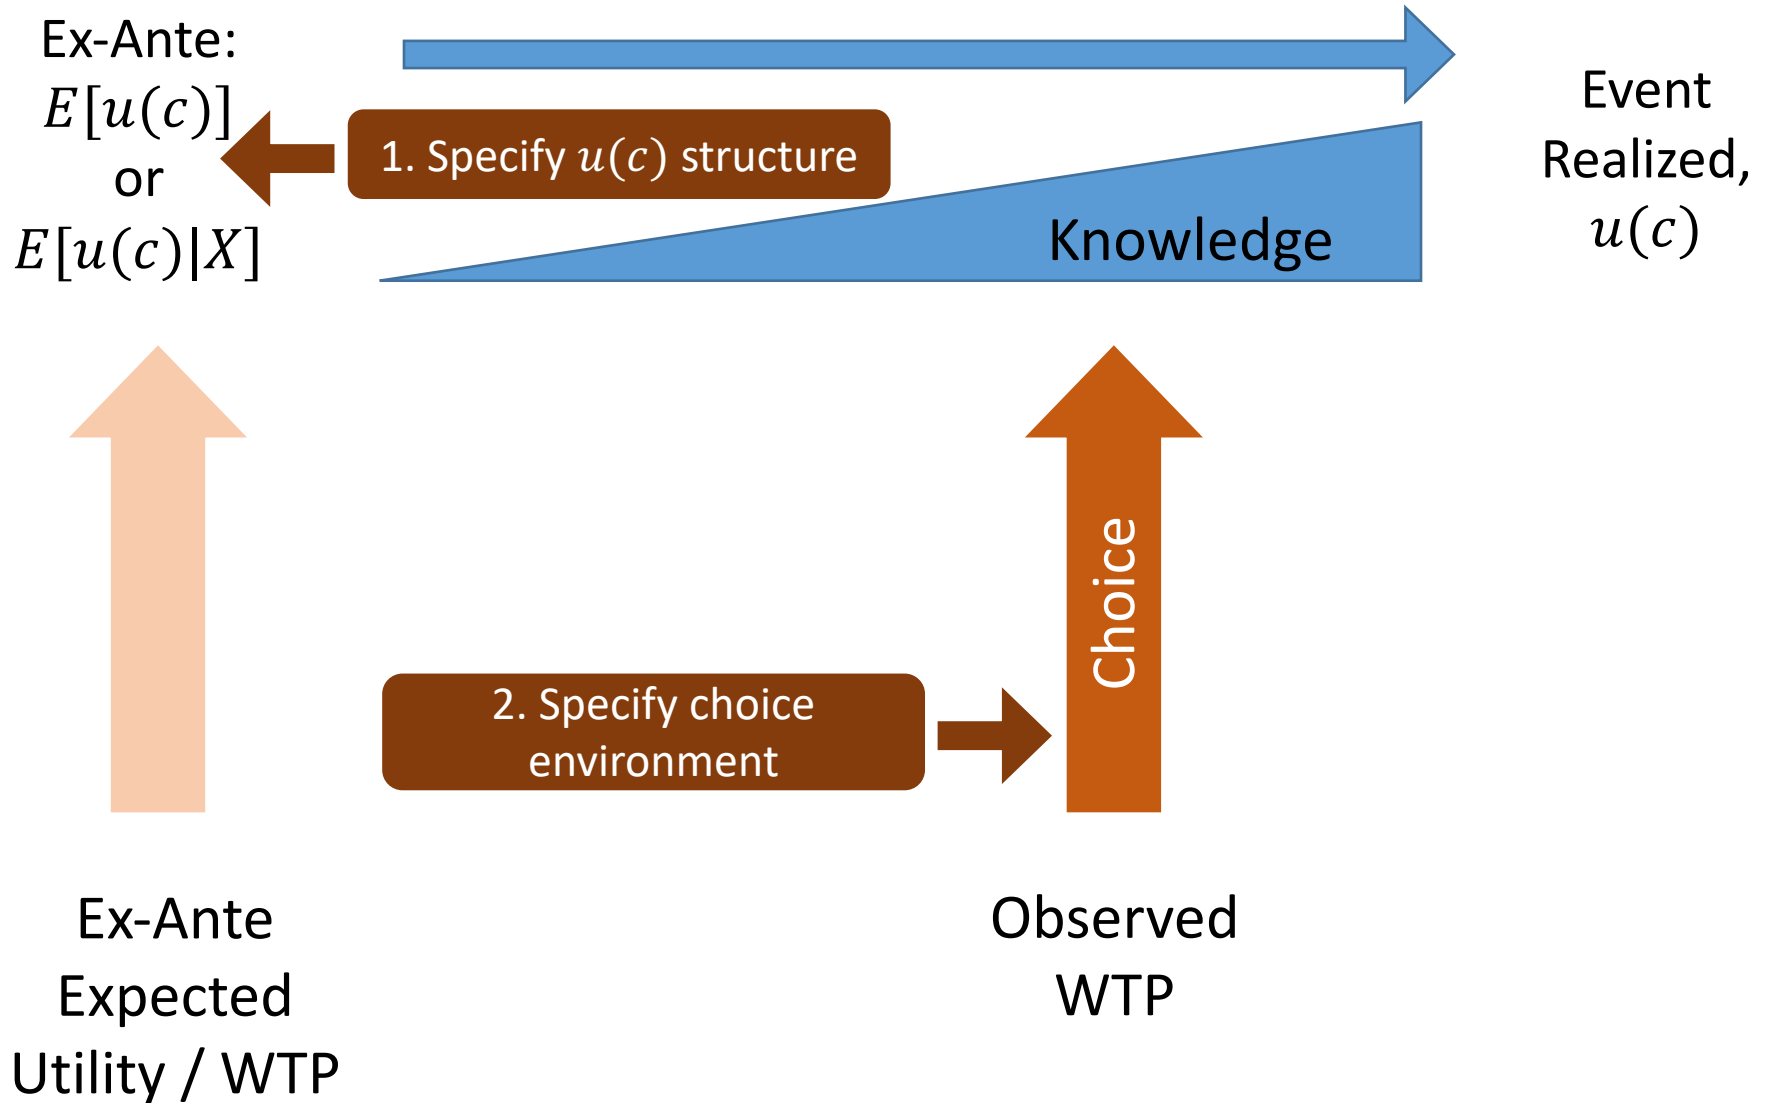 Ex-Ante:
E[u(c)]
or
E[u(c)|X]
1. Specify u(c) structure
Knowledge
Event
Realized,
u(c)
Choice
2. Specify choice
environment
Ex-Ante
Expected
Utility / WTP
Observed
WTP